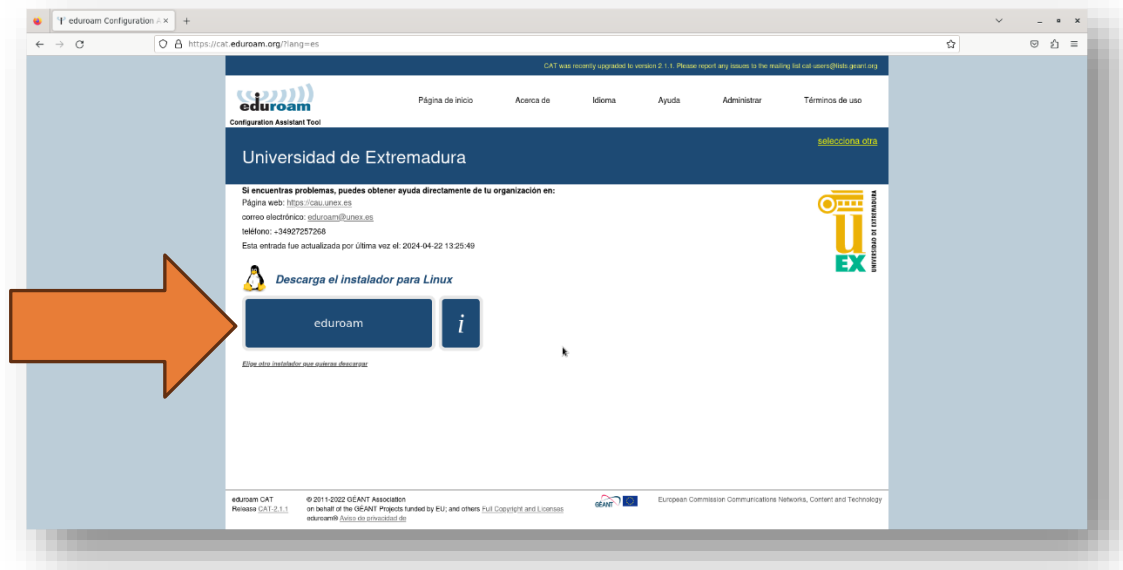 eduroam Configuration A
https://cat.eduroam.org/?lang=es
CAT was recently upgraded to version 2.1.1. Please report any issues to the mailing list cat-users@lists.geant.org
eduroam
Configuration Assistant Tool
Página de inicio Acerca de Idioma Ayuda Administrar Términos de uso
selecciona otra
Universidad de Extremadura
Si encuentras problemas, puedes obtener ayuda directamente de tu organización en:
Página web: https://cau.unex.es
correo electrónico: eduroam@unex.es
teléfono: +34927257268
Esta entrada fue actualizada por última vez el: 2024-04-22 13:25:49
UEX
UNIVERSIDAD DE EXTREMADURA
Descarga el instalador para Linux
eduroam i
Elige otro instalador que quieras descargar
eduroam CAT
Release CAT-2.1.1
© 2011-2022 GÉANT Association
on behalf of the GÉANT Projects funded by EU; and others Full Copyright and Licenses
eduroam® Aviso de privacidad de
GÉANT
European Commission Communications Networks, Content and Technology